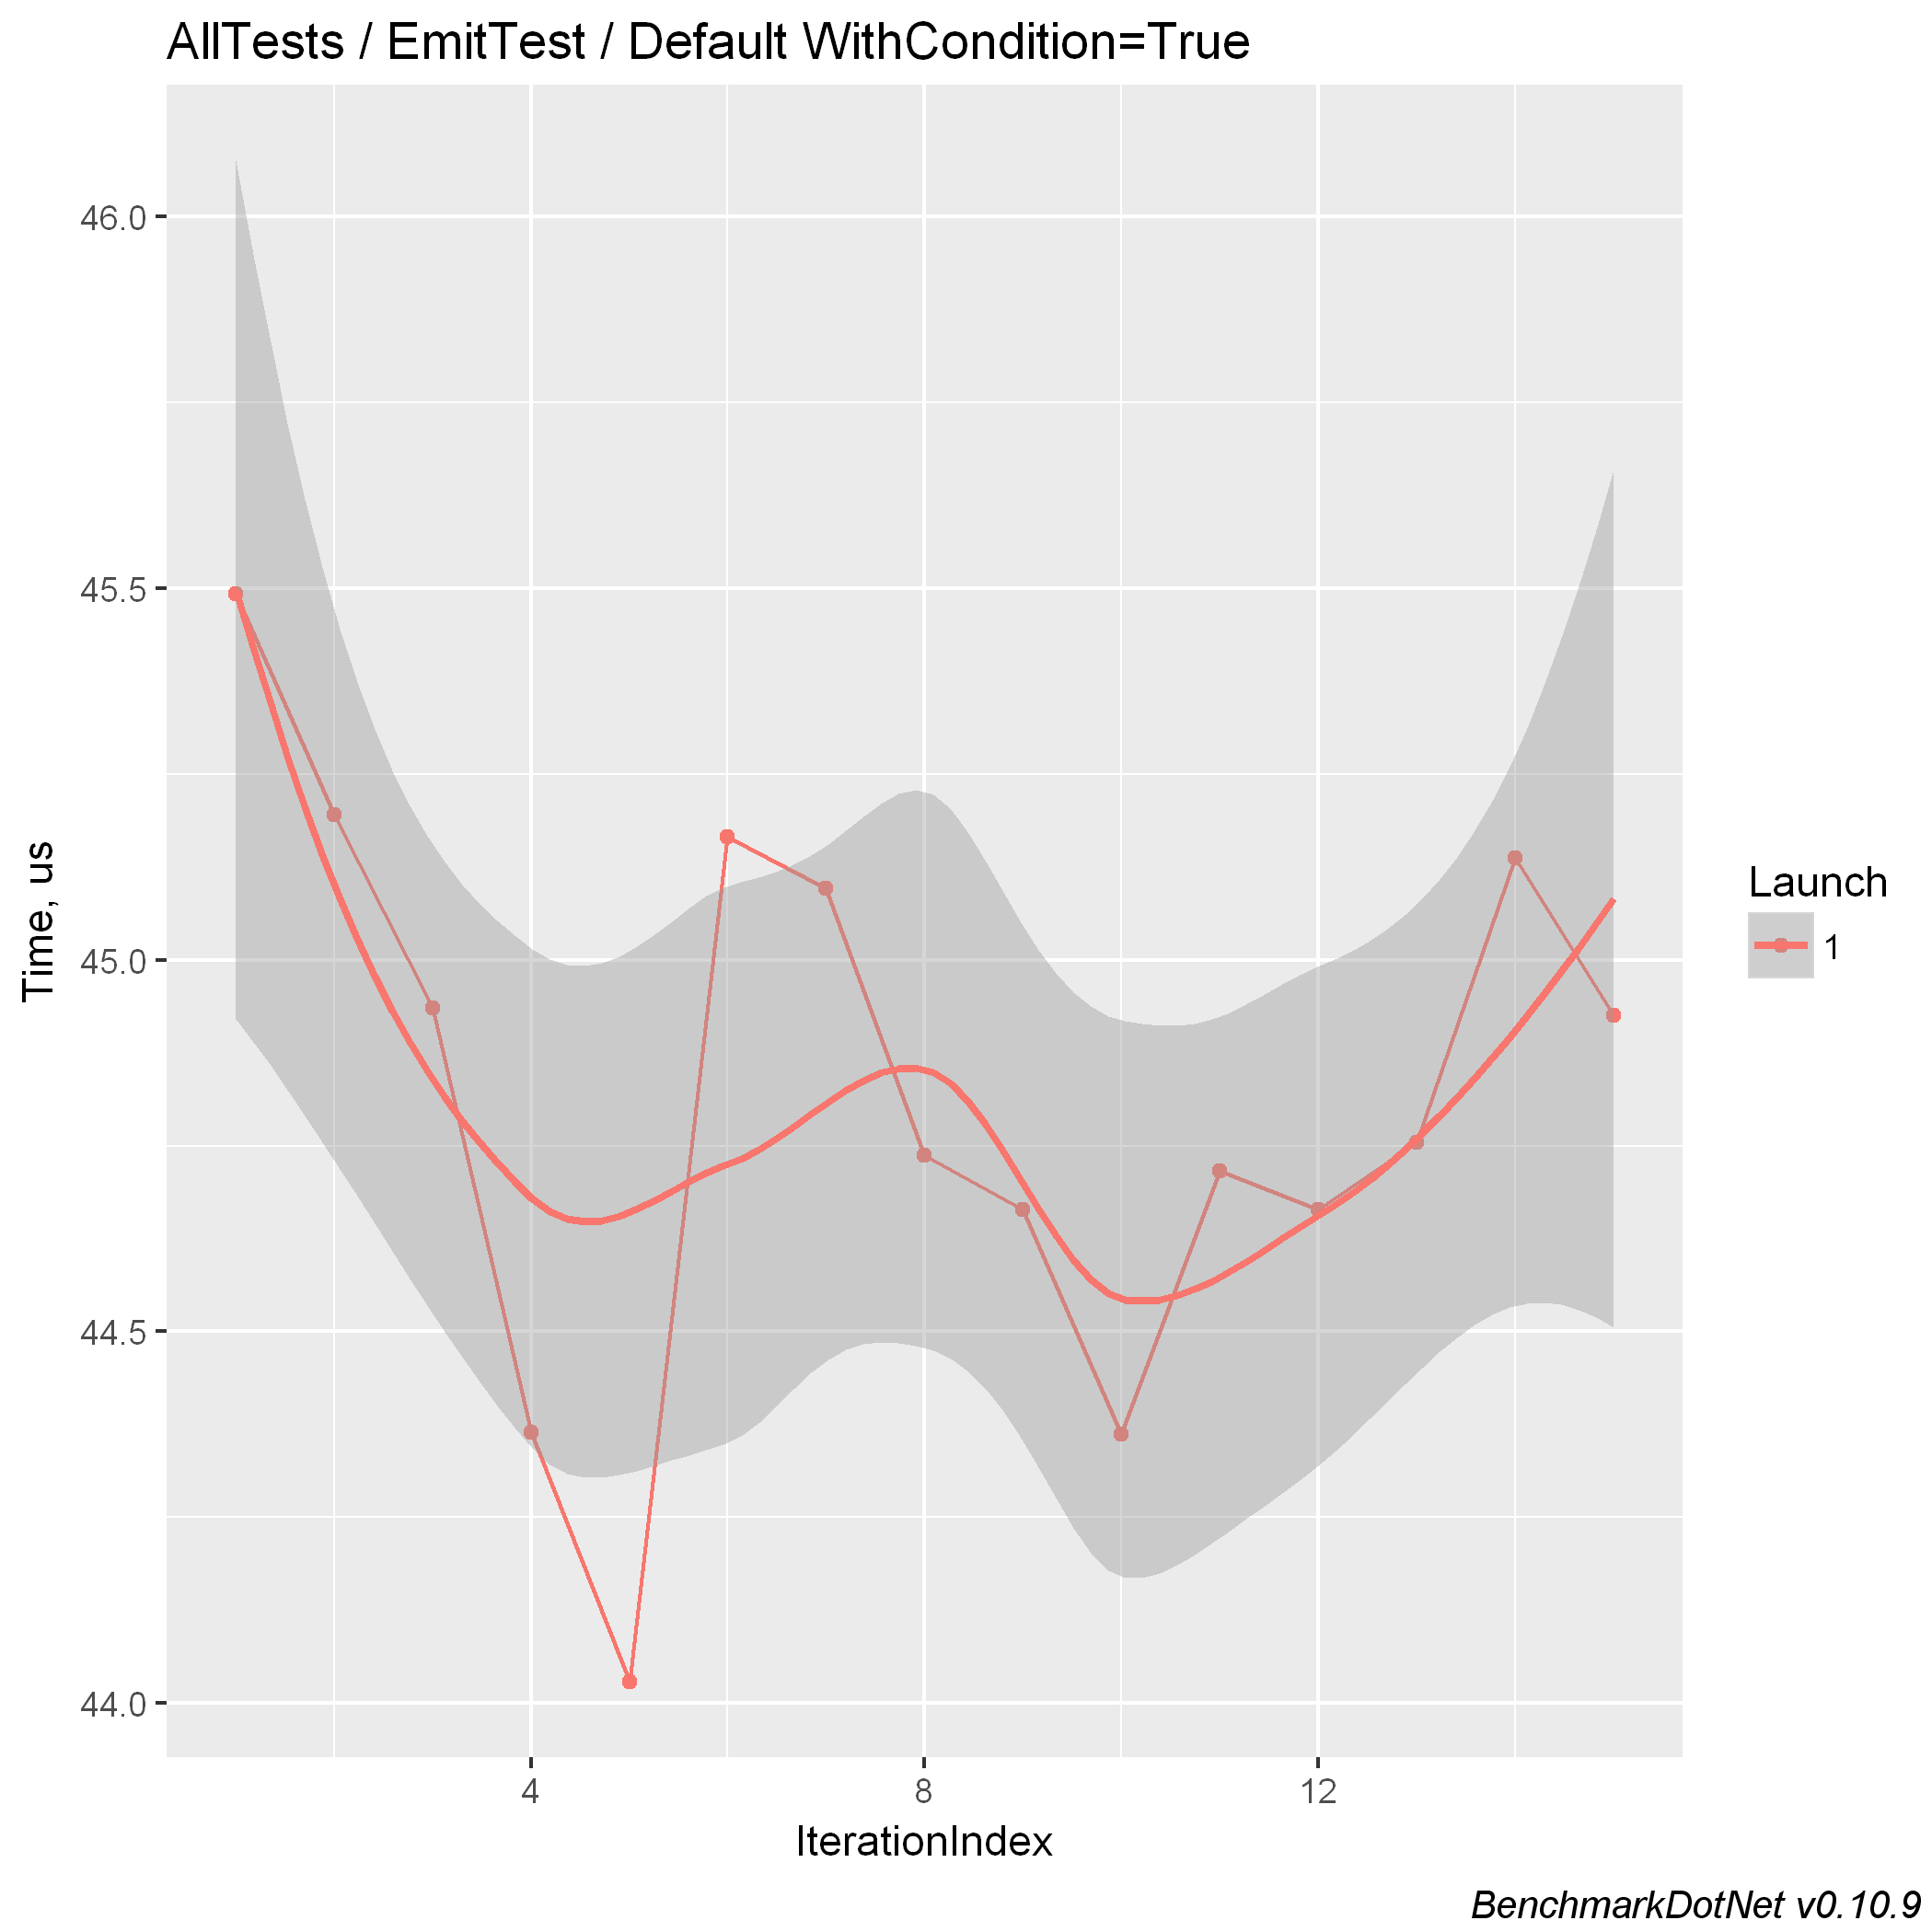 AllTests / EmitTest / Default WithCondition=True
46.0
45.5
45.0
44.5
44.0
Time, us
4
8
12
IterationIndex
Launch
1
BenchmarkDotNet v0.10.9